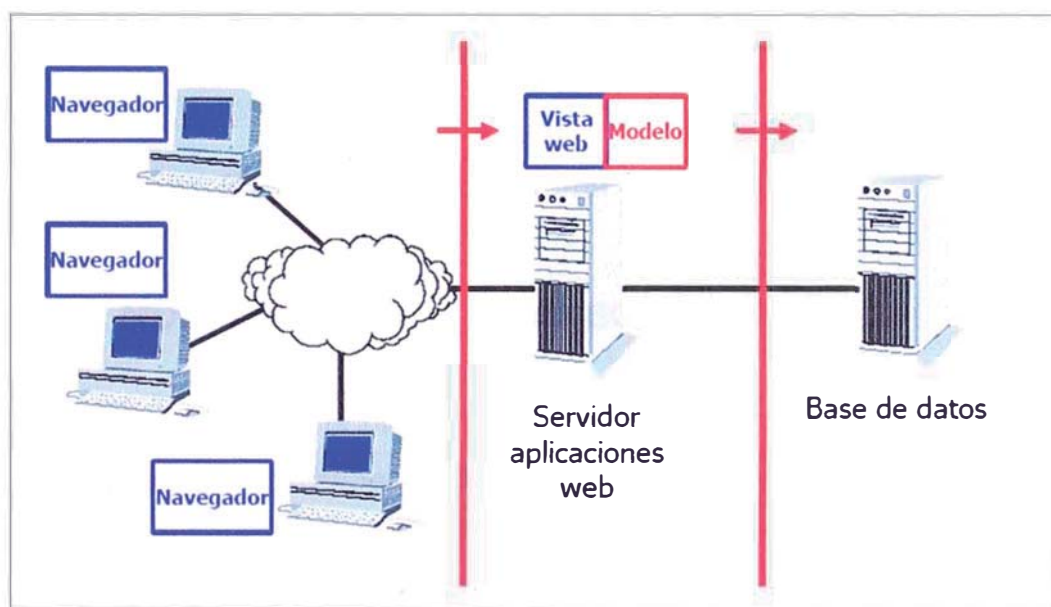 Navegador
Navegador
Navegador
Vista
web
Modelo
Servidor
aplicaciones
web
Base de datos